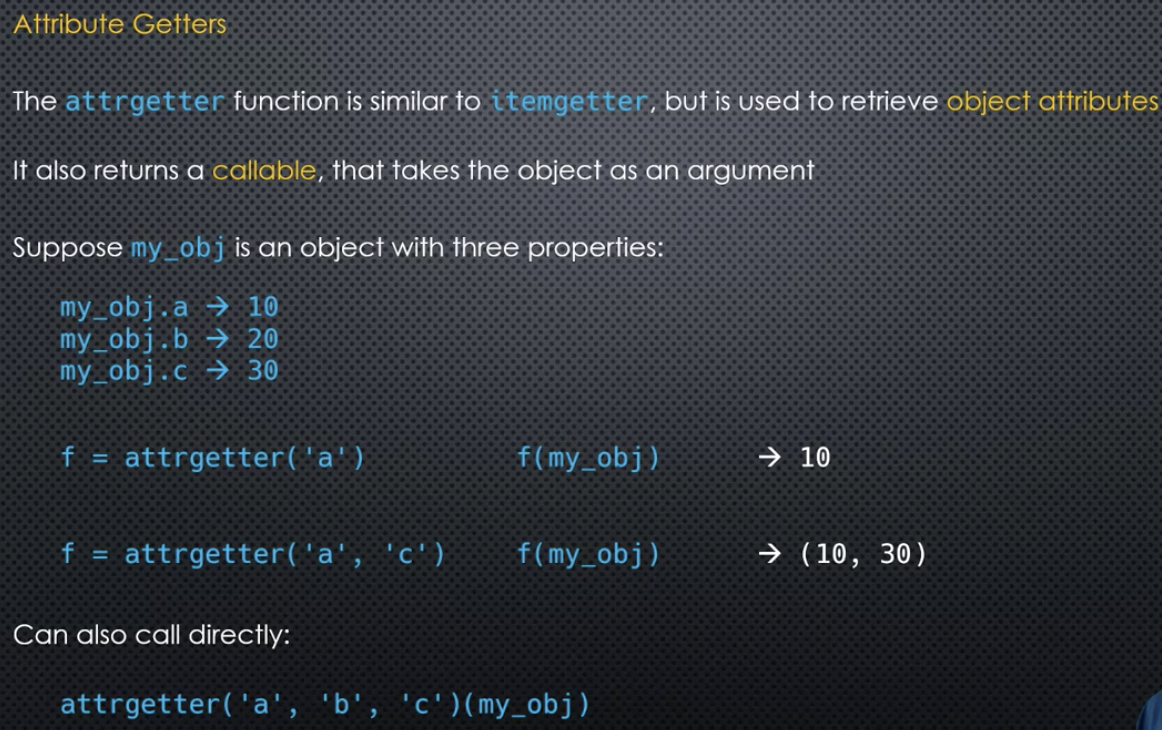 Attribute Getters
The attrgetter function is similar to itemgetter, but is used to retrieve object attributes
It also returns a callable, that takes the object as an argument
Suppose my_obj is an object with three properties:
my_obj.a → 10
my_obj.b → 20
my_obj.c → 30
f = attrgetter('a') f(my_obj) → 10
f = attrgetter('a', 'c') f(my_obj) → (10, 30)
Can also call directly:
attrgetter('a', 'b', 'c')(my_obj)